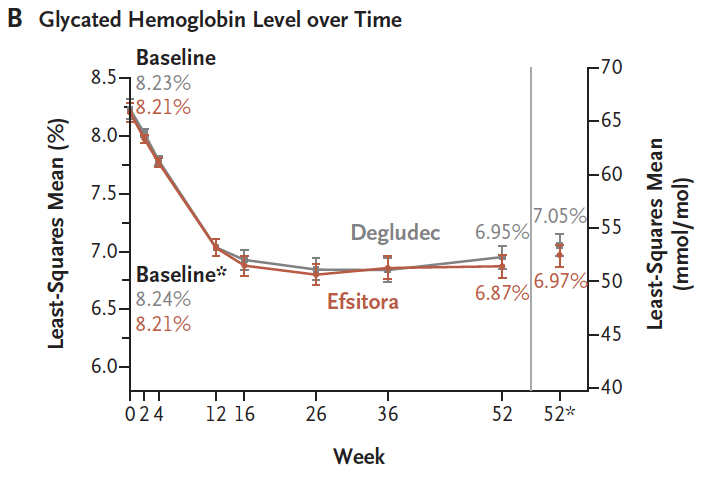 B Glycated Hemoglobin Level over Time
Baseline
8.23%
8.21%
Least-Squares Mean (%)
8.5
8.0
7.5
7.0
6.5
6.0
Baseline*
8.24%
8.21%
Degludec
Efsitora
6.95%
6.87%
7.05%
6.97%
70
65
60
55
50
45
40
Least-Squares Mean
(mmol/mol)
0 2 4 12 16 26 36 52 52*
Week